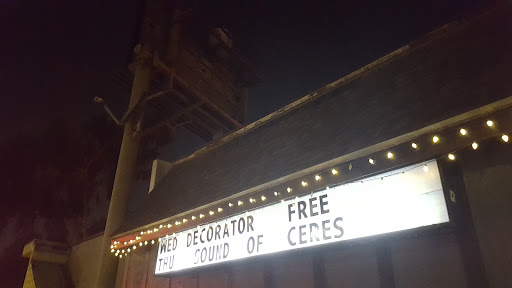 WED DECORATOR FREE
THU SOUND OF CERES